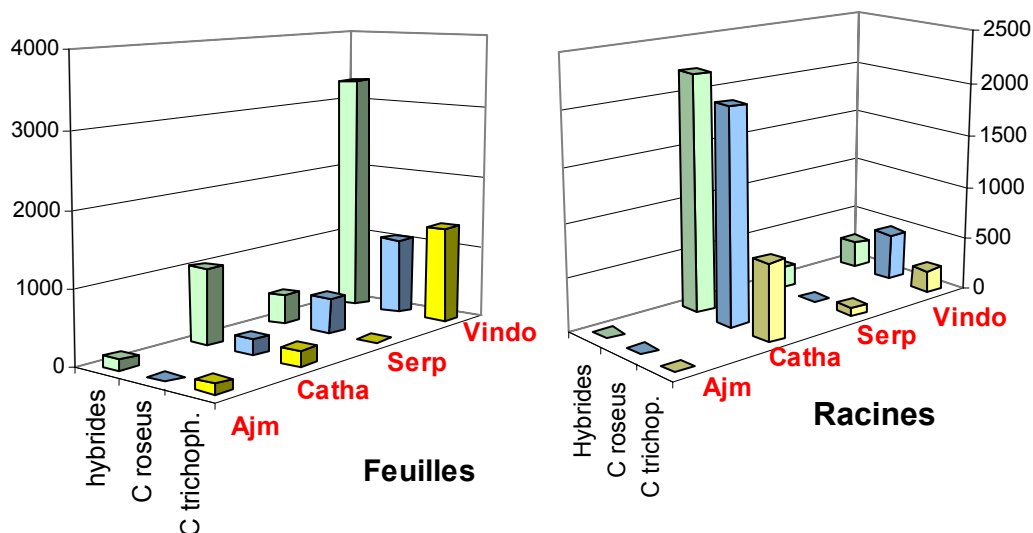 4000
3000
2000
1000
0
hybrides
C roseus
C trichoph.
Ajm
Catha
Serp
Vindo
Feuilles
2500
2000
1500
1000
500
0
Hybrides
C roseus
C trichop.
Ajm
Catha
Serp
Vindo
Racines